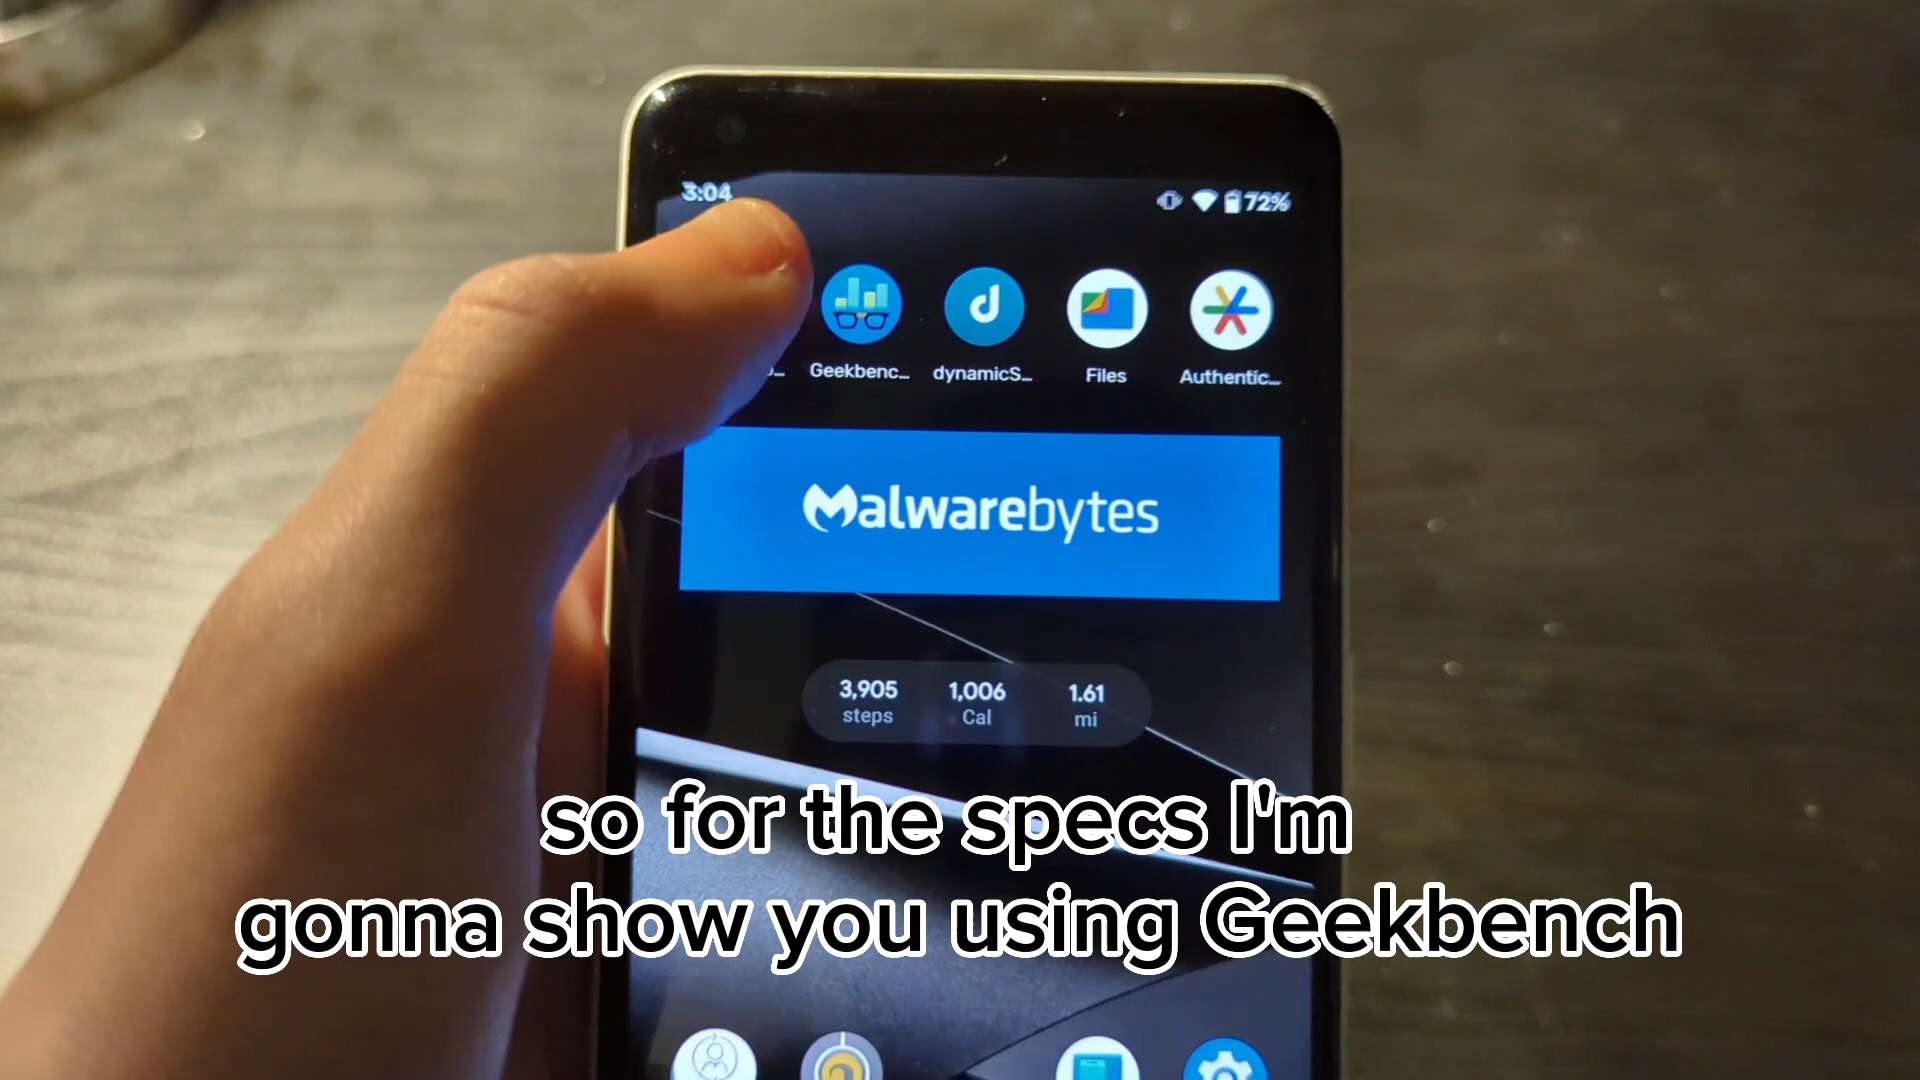 3:04
72%
Geekbenc...
dynamicS...
Files
Authentic...
Malwarebytes
3,905 1,006 1.61
steps Cal mi
so for the specs I'm
gonna show you using Geekbench